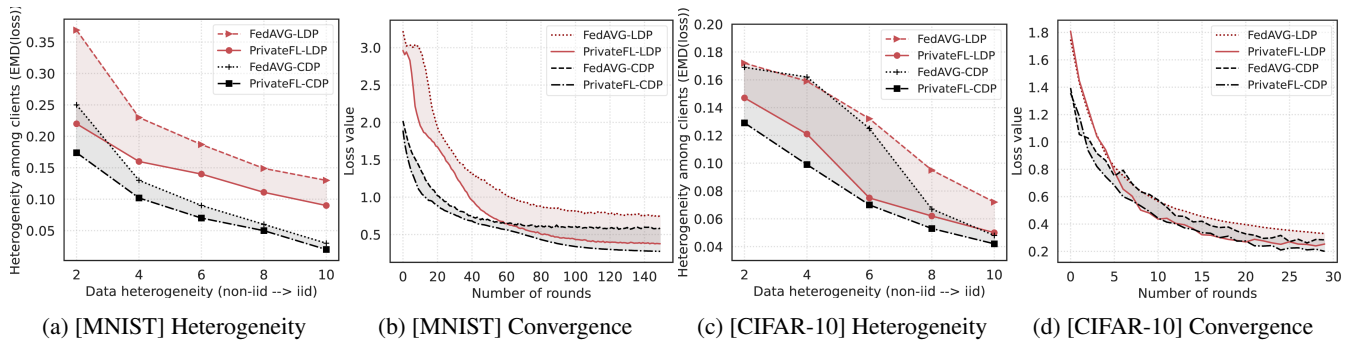 Heterogeneity among clients (EMD(loss))
0.35
0.30
0.25
0.20
0.15
0.10
0.05
2 4 6 8 10
Data heterogeneity (non-iid --> iid)
FedAVG-LDP
PrivateFL-LDP
FedAVG-CDP
PrivateFL-CDP
(a) [MNIST] Heterogeneity
Loss value
3.0
2.5
2.0
1.5
1.0
0.5
0 20 40 60 80 100 120 140
Number of rounds
FedAVG-LDP
PrivateFL-LDP
FedAVG-CDP
PrivateFL-CDP
(b) [MNIST] Convergence
Heterogeneity among clients (EMD(loss))
0.20
0.18
0.16
0.14
0.12
0.10
0.08
0.06
0.04
2 4 6 8 10
Data heterogeneity (non-iid --> iid)
FedAVG-LDP
PrivateFL-LDP
FedAVG-CDP
PrivateFL-CDP
(c) [CIFAR-10] Heterogeneity
Loss value
1.8
1.6
1.4
1.2
1.0
0.8
0.6
0.4
0.2
0 5 10 15 20 25 30
Number of rounds
FedAVG-LDP
PrivateFL-LDP
FedAVG-CDP
PrivateFL-CDP
(d) [CIFAR-10] Convergence